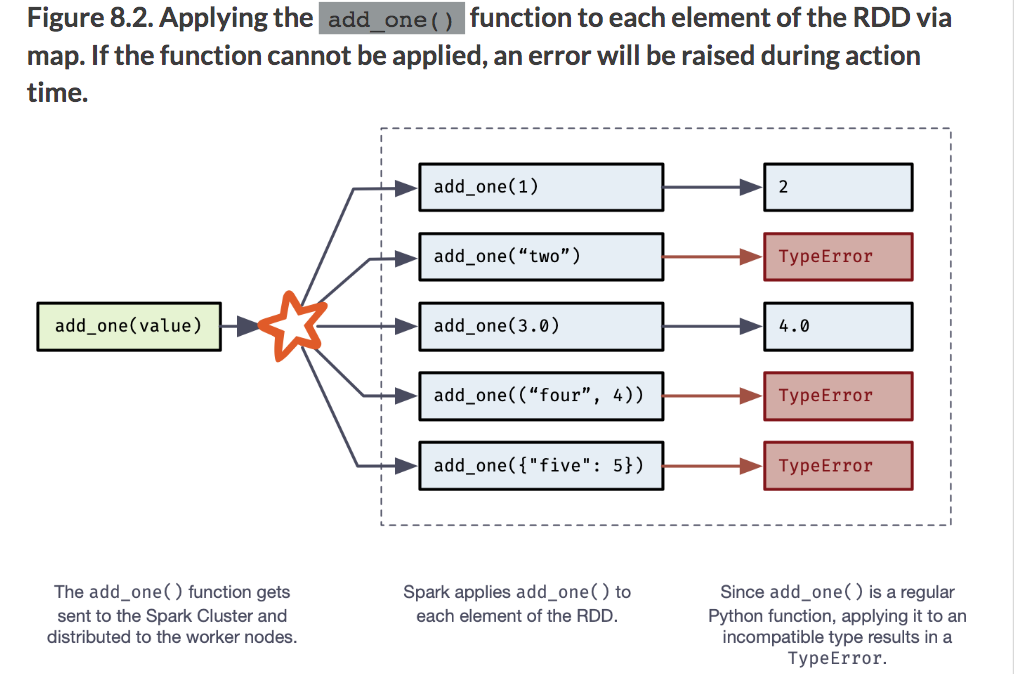 Figure 8.2. Applying the add_one() function to each element of the RDD via
map. If the function cannot be applied, an error will be raised during action
time.
add_one(value)
add_one(1)
2
add_one(“two”)
TypeError
add_one(3.0)
4.0
add_one((“four”, 4))
TypeError
add_one({"five": 5})
TypeError
The add_one() function gets
sent to the Spark Cluster and
distributed to the worker nodes.
Spark applies add_one() to
each element of the RDD.
Since add_one() is a regular
Python function, applying it to an
incompatible type results in a
TypeError.